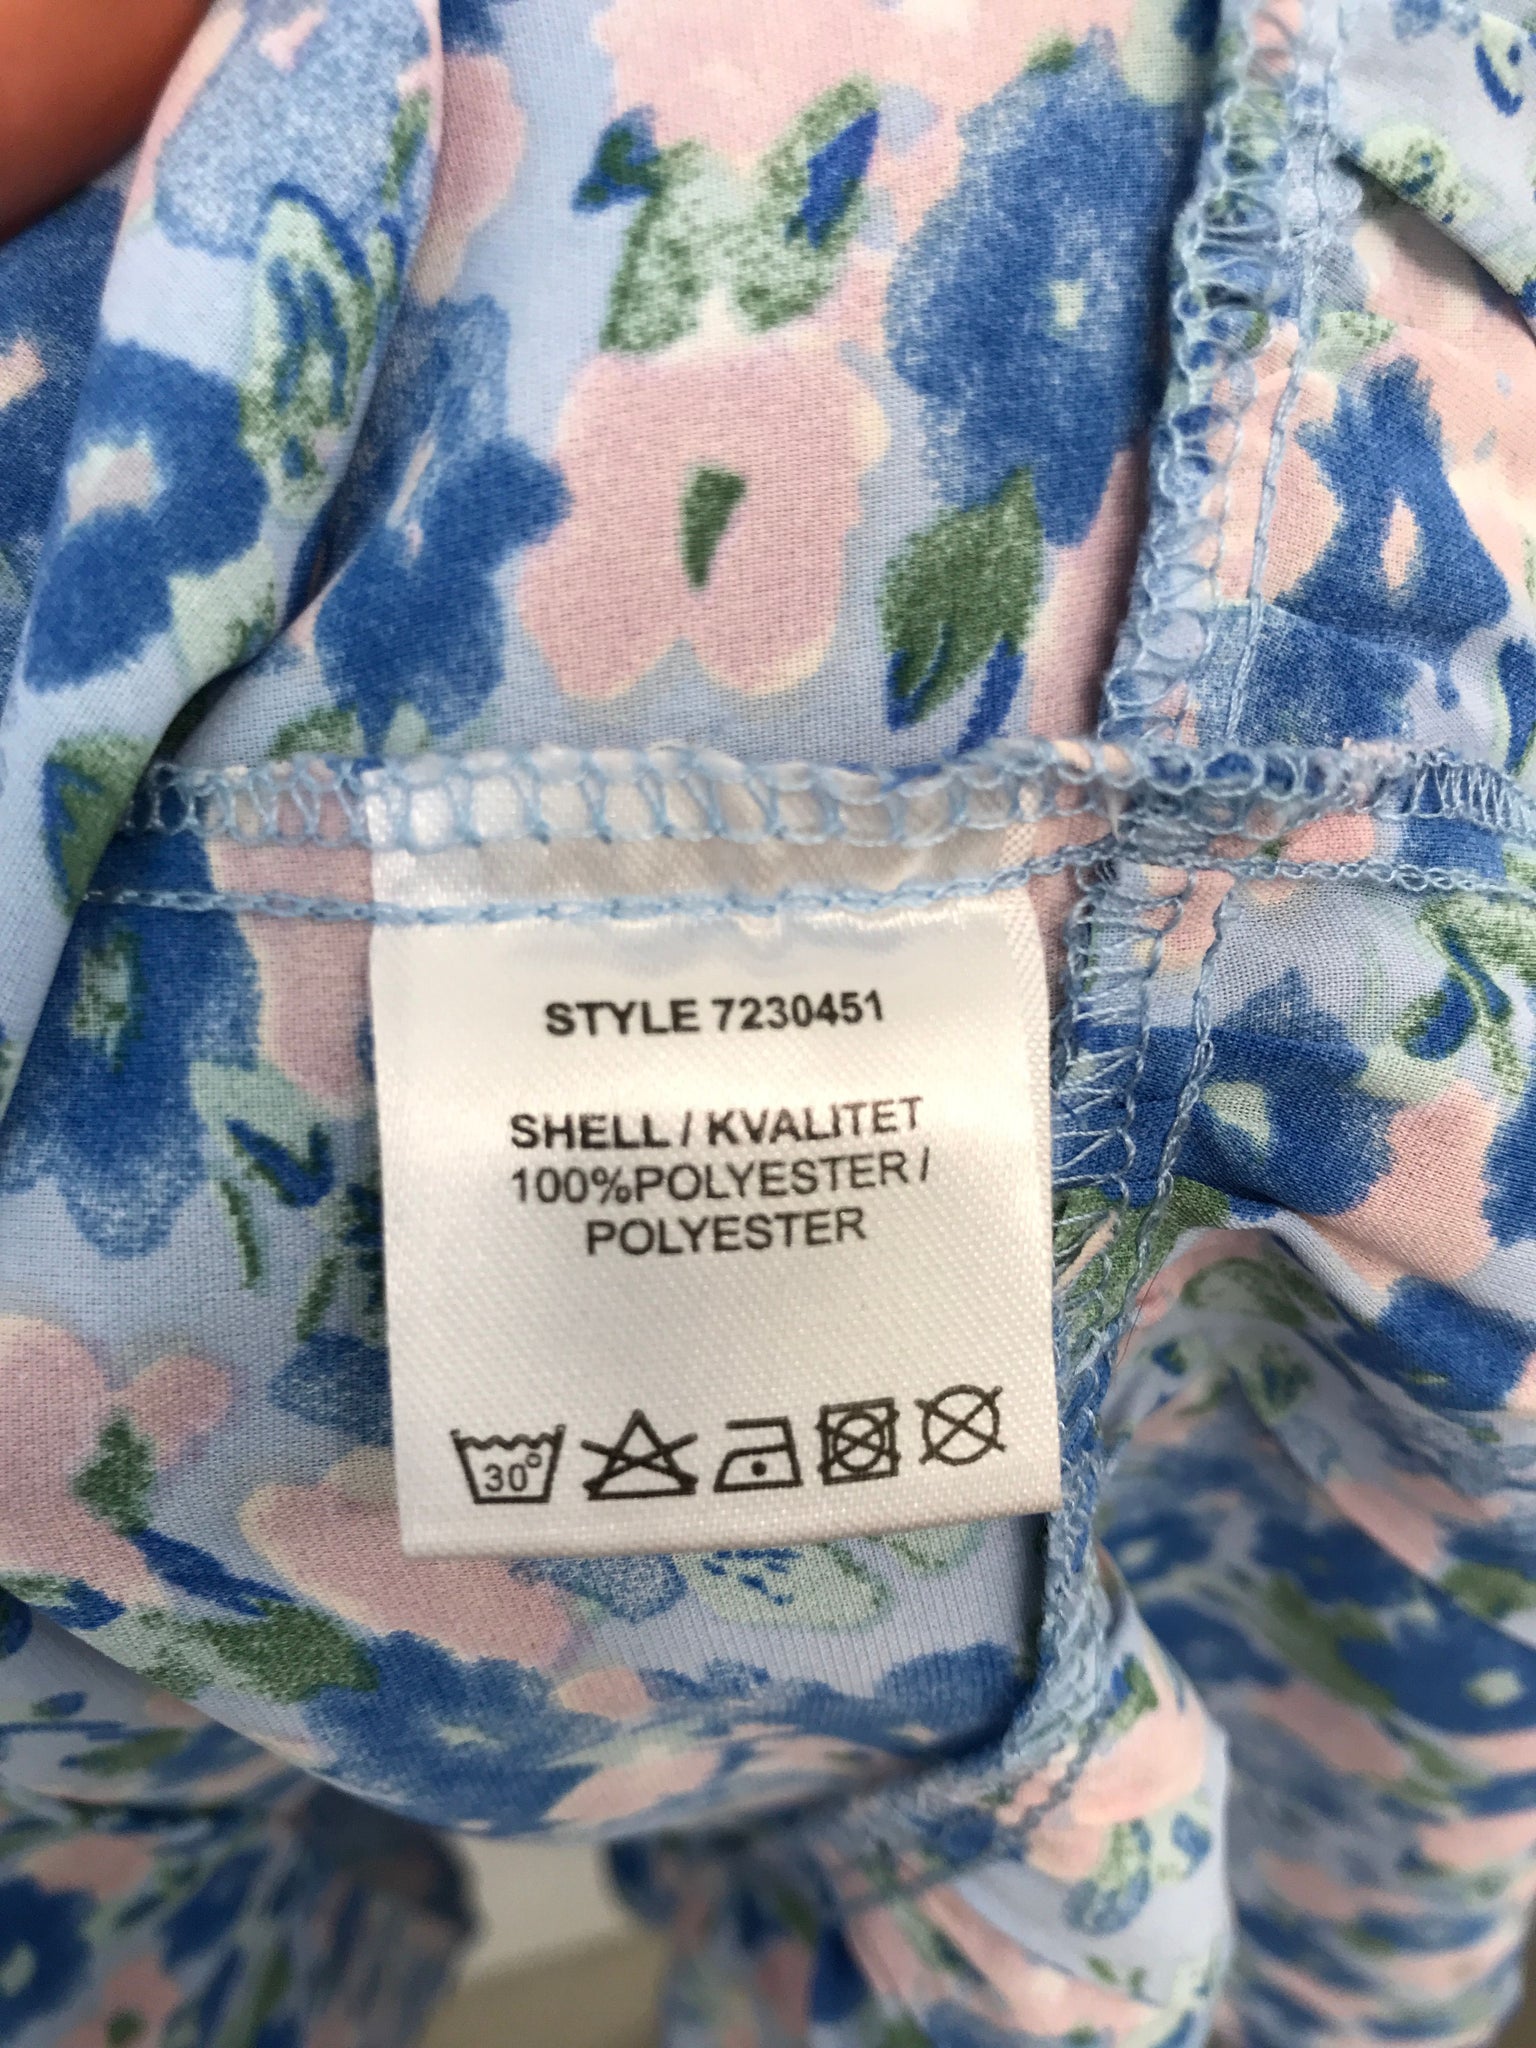 STYLE 7230451
SHELL / KVALITET
100%POLYESTER /
POLYESTER
30°